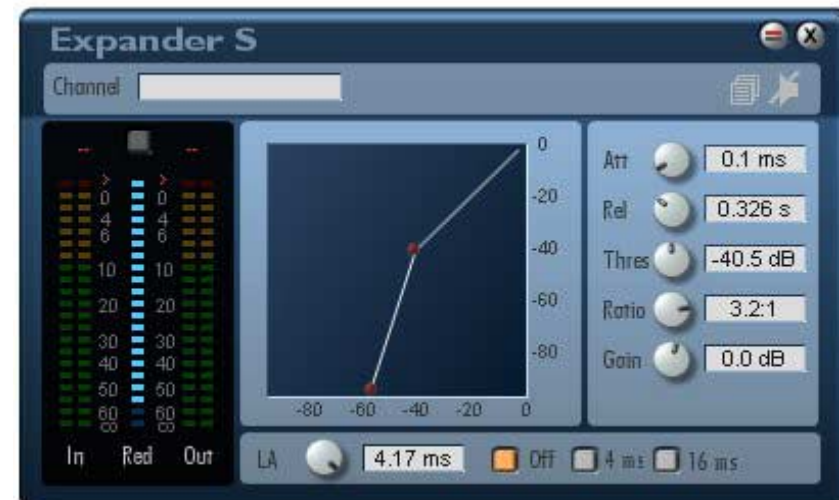 Expander S
X
Channel
-- --
> >
0 0
4 4
6 6
10 10
20 20
30 30
40 40
50 50
60 60
∞ ∞
In Red Out
0
-20
-40
-60
-80
-80 -60 -40 -20 0
Att 0.1 ms
Rel 0.326 s
Thres -40.5 dB
Ratio 3.2:1
Gain 0.0 dB
LA 4.17 ms Off 4 ms 16 ms